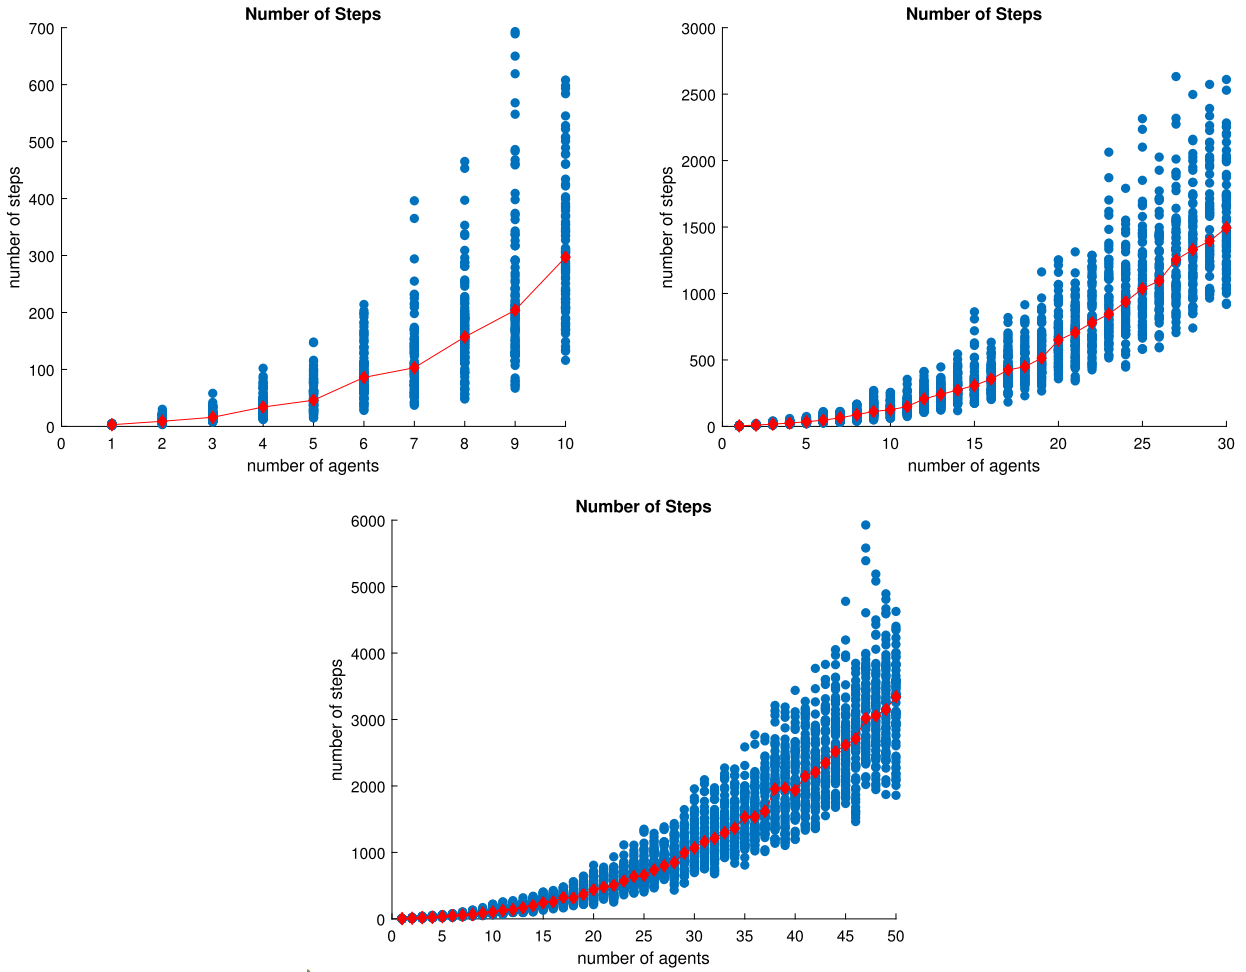 Number of Steps
700
600
500
400
300
200
100
0
number of steps
0 1 2 3 4 5 6 7 8 9 10
number of agents
Number of Steps
3000
2500
2000
1500
1000
500
0
number of steps
0 5 10 15 20 25 30
number of agents
Number of Steps
6000
5000
4000
3000
2000
1000
0
number of steps
0 5 10 15 20 25 30 35 40 45 50
number of agents